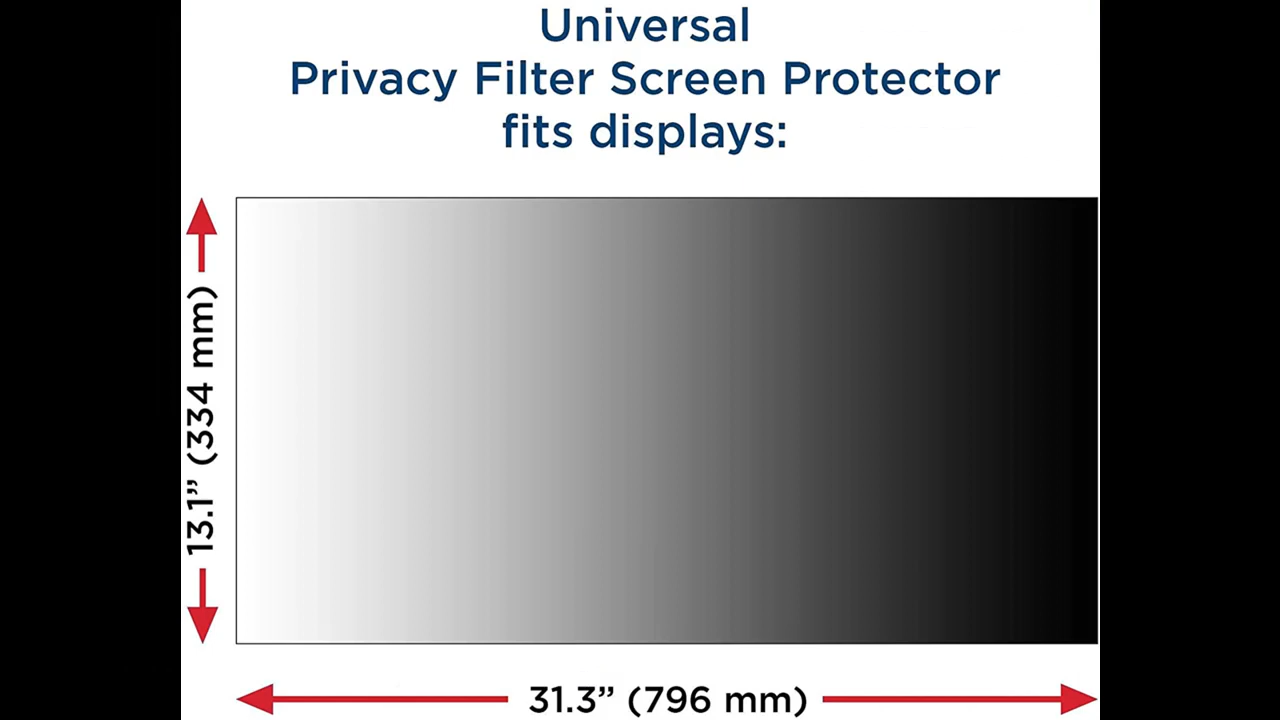 Universal
Privacy Filter Screen Protector
fits displays:
13.1” (334 mm)
31.3” (796 mm)